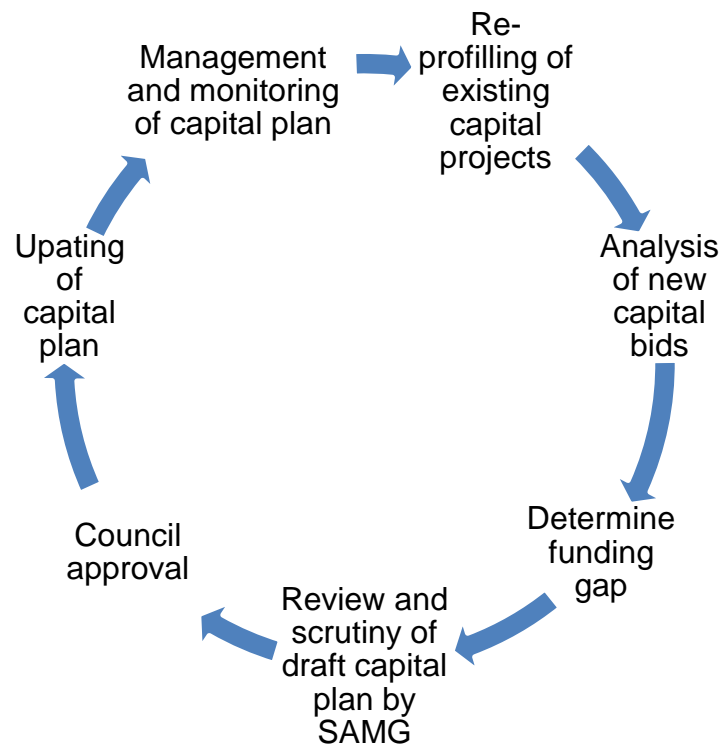 Management
and monitoring
of capital plan
Re-
profilling of
existing
capital
projects
Analysis
of new
capital
bids
Determine
funding
gap
Review and
scrutiny of
draft capital
plan by
SAMG
Council
approval
Upating
of
capital
plan